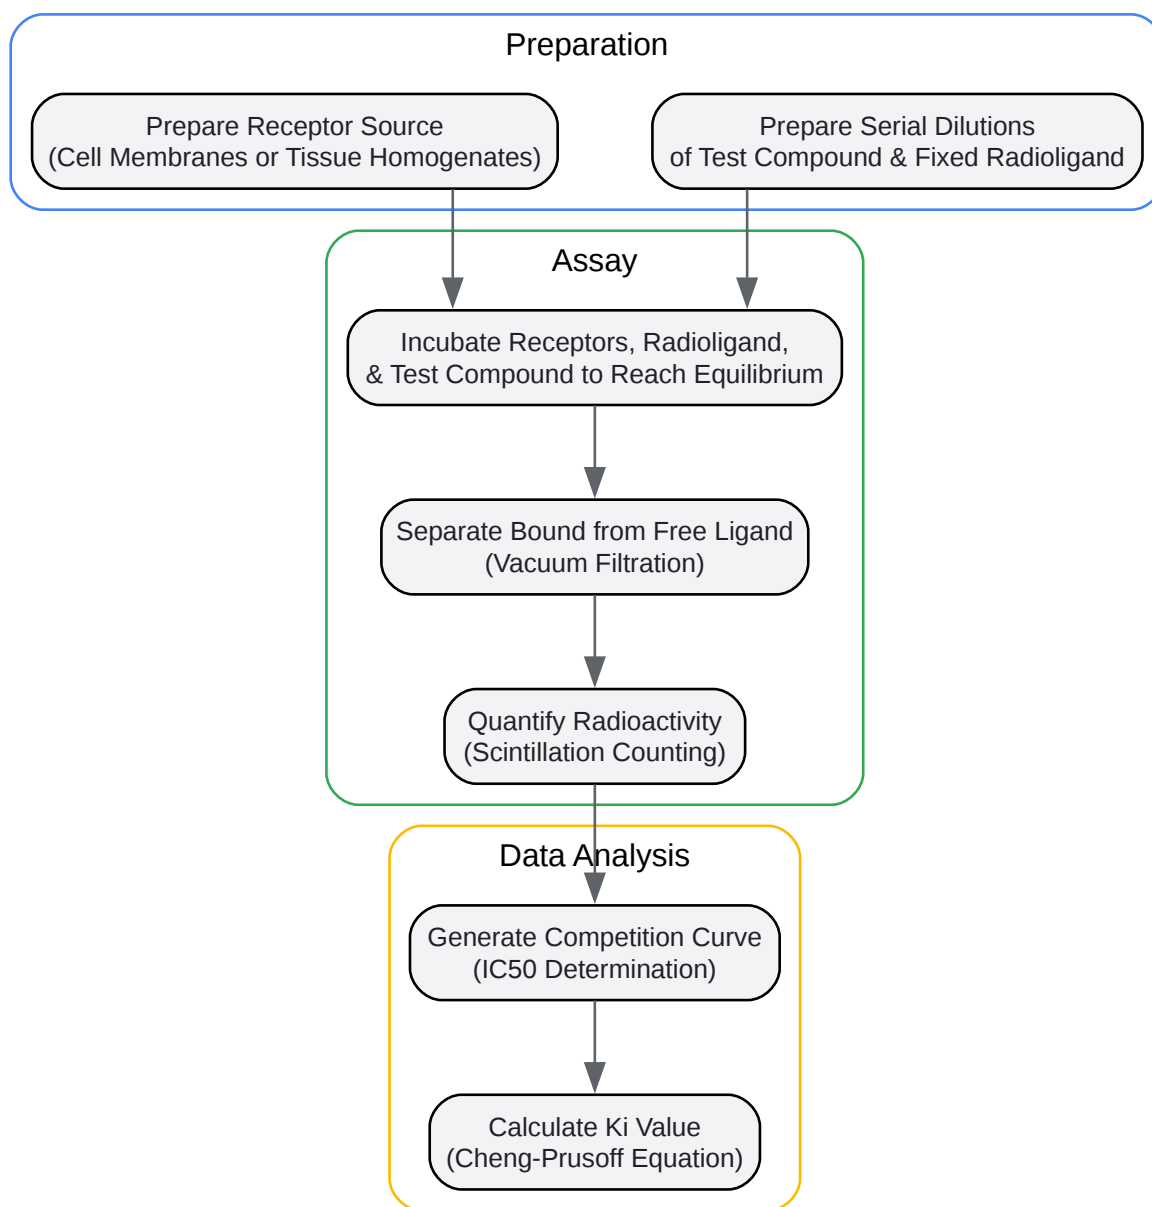 Preparation
Prepare Receptor Source
(Cell Membranes or Tissue Homogenates)
Prepare Serial Dilutions
of Test Compound & Fixed Radioligand
Assay
Incubate Receptors, Radioligand,
& Test Compound to Reach Equilibrium
Separate Bound from Free Ligand
(Vacuum Filtration)
Quantify Radioactivity
(Scintillation Counting)
Data Analysis
Generate Competition Curve
(IC50 Determination)
Calculate Ki Value
(Cheng-Prusoff Equation)